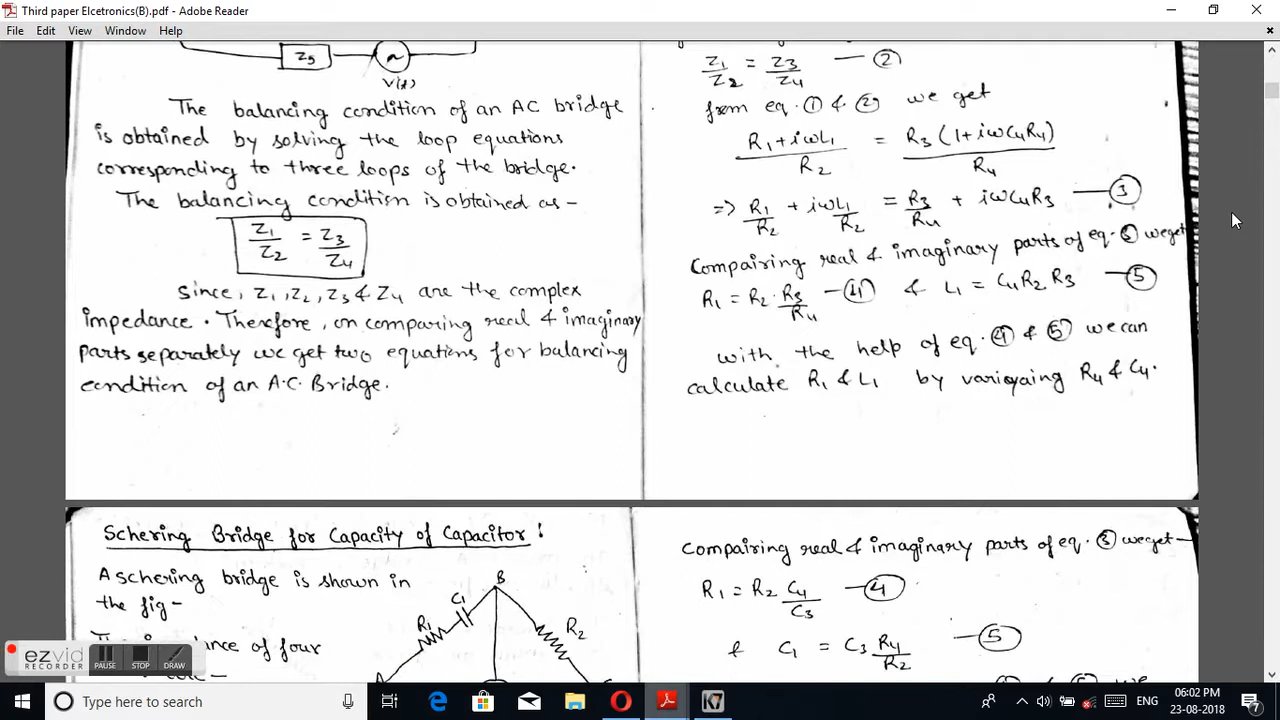 Third paper Elcetronics(B).pdf - Adobe Reader
File Edit View Window Help
Z5
V(t)
The balancing condition of an AC bridge
is obtained by solving the loop equations
corresponding to three loops of the bridge.
The balancing condition is obtained as -
Z1/Z2 = Z3/Z4
Since, Z1, Z2, Z3 & Z4 are the complex
impedance. Therefore, on comparing real & imaginary
parts separately we get two equations for balancing
condition of an A.C. Bridge.
Z1/Z2 = Z3/Z4 — ②
from eq. ① & ② we get
(R1+iωL1)/R2 = R3(1+iωC4R4)/R4
=> R1/R2 + iωL1/R2 = R3/R4 + iωC4R3 — ③
Compairing real & imaginary parts of eq. ③ we get
R1 = R2 · R3/R4 — ④ & L1 = C4R2R3 — ⑤
with the help of eq. ④ & ⑤ we can
calculate R1 & L1 by varigaing R4 & C4.
Schering Bridge for Capacity of Capacitor:
A schering bridge is shown in
the fig -
of four
B
C1
R1
R2
Compairing real & imaginary parts of eq. ③ we get —
R1 = R2 C4/C3 — ④
& C1 = C3 R4/R2 — ⑤
ezvid
RECORDER
PAUSE
STOP
DRAW
Type here to search
ENG
06:02 PM
23-08-2018
7